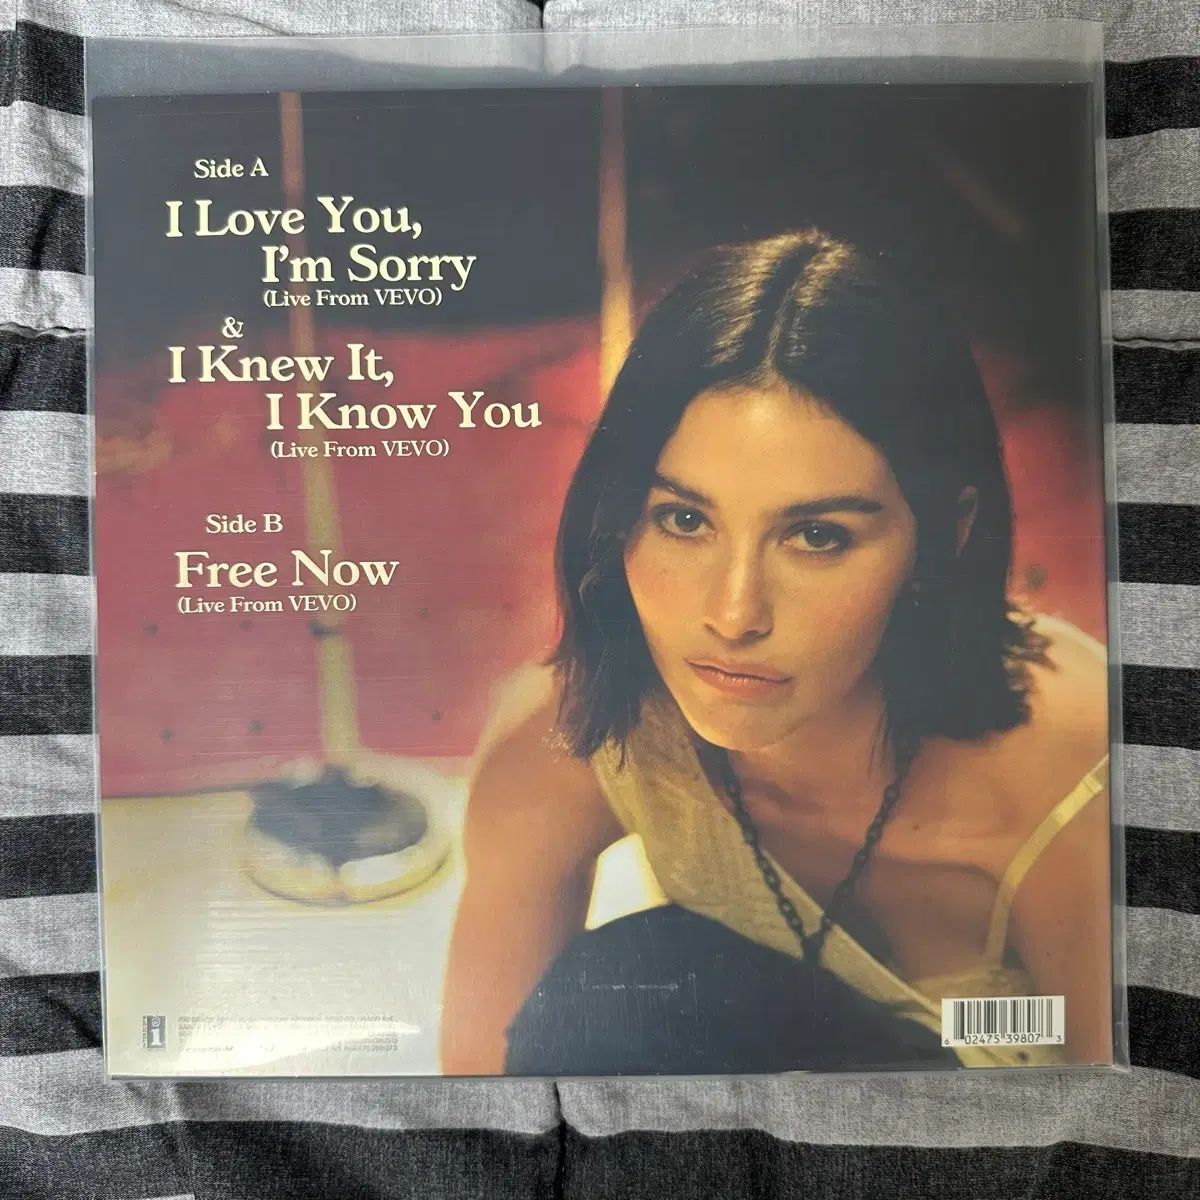 Side A
I Love You,
I'm Sorry
(Live From VEVO)
&
I Knew It,
I Know You
(Live From VEVO)
Side B
Free Now
(Live From VEVO)
6 02475 39807 3